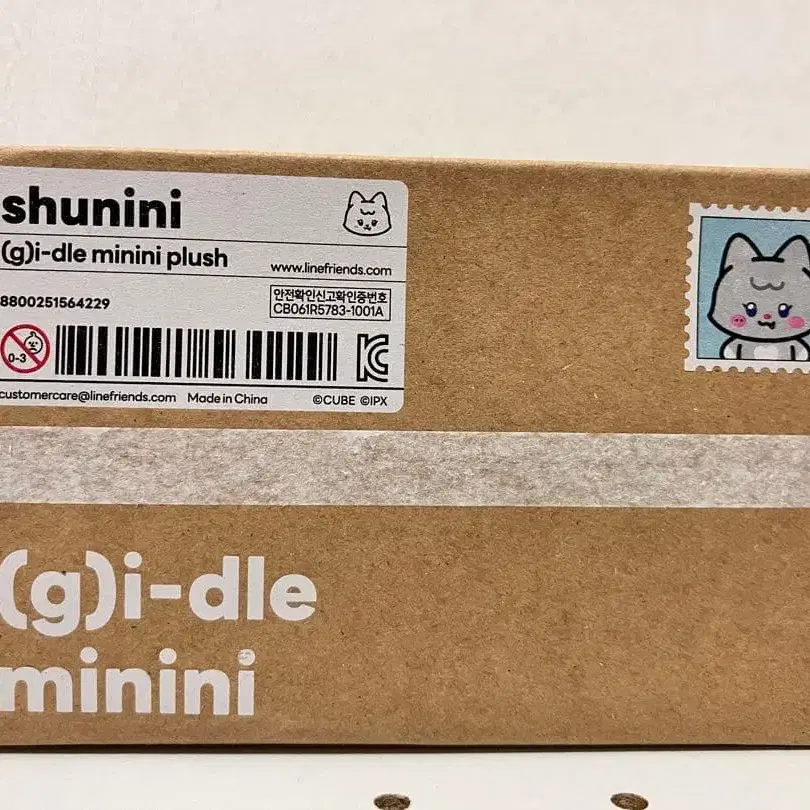 shunini
(g)i-dle minini plush
www.linefriends.com
8800251564229
안전확인신고확인증번호
CB061R5783-1001A
0-3
customercare@linefriends.com Made in China ©CUBE ©IPX
(g)i-dle
minini